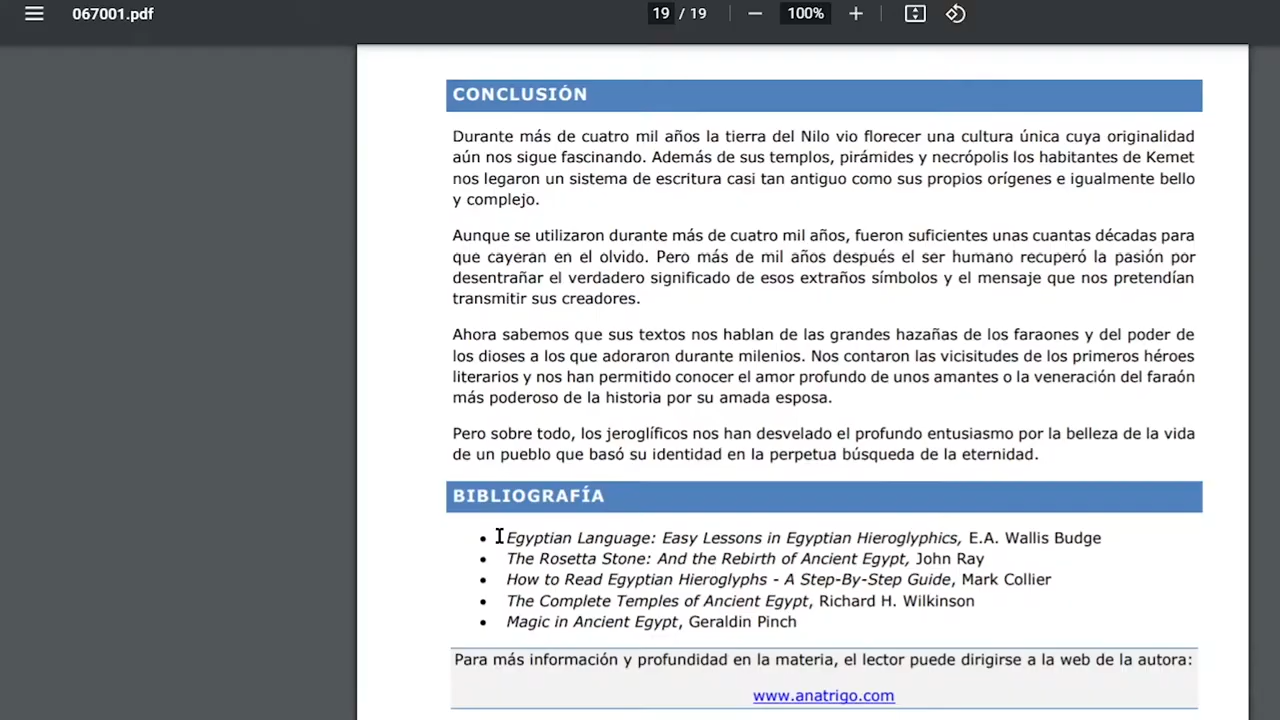 067001.pdf
19 / 19
100%
CONCLUSIÓN
Durante más de cuatro mil años la tierra del Nilo vio florecer una cultura única cuya originalidad
aún nos sigue fascinando. Además de sus templos, pirámides y necrópolis los habitantes de Kemet
nos legaron un sistema de escritura casi tan antiguo como sus propios orígenes e igualmente bello
y complejo.
Aunque se utilizaron durante más de cuatro mil años, fueron suficientes unas cuantas décadas para
que cayeran en el olvido. Pero más de mil años después el ser humano recuperó la pasión por
desentrañar el verdadero significado de esos extraños símbolos y el mensaje que nos pretendían
transmitir sus creadores.
Ahora sabemos que sus textos nos hablan de las grandes hazañas de los faraones y del poder de
los dioses a los que adoraron durante milenios. Nos contaron las vicisitudes de los primeros héroes
literarios y nos han permitido conocer el amor profundo de unos amantes o la veneración del faraón
más poderoso de la historia por su amada esposa.
Pero sobre todo, los jeroglíficos nos han desvelado el profundo entusiasmo por la belleza de la vida
de un pueblo que basó su identidad en la perpetua búsqueda de la eternidad.
BIBLIOGRAFÍA
• Egyptian Language: Easy Lessons in Egyptian Hieroglyphics, E.A. Wallis Budge
• The Rosetta Stone: And the Rebirth of Ancient Egypt, John Ray
• How to Read Egyptian Hieroglyphs - A Step-By-Step Guide, Mark Collier
• The Complete Temples of Ancient Egypt, Richard H. Wilkinson
• Magic in Ancient Egypt, Geraldin Pinch
Para más información y profundidad en la materia, el lector puede dirigirse a la web de la autora:
www.anatrigo.com